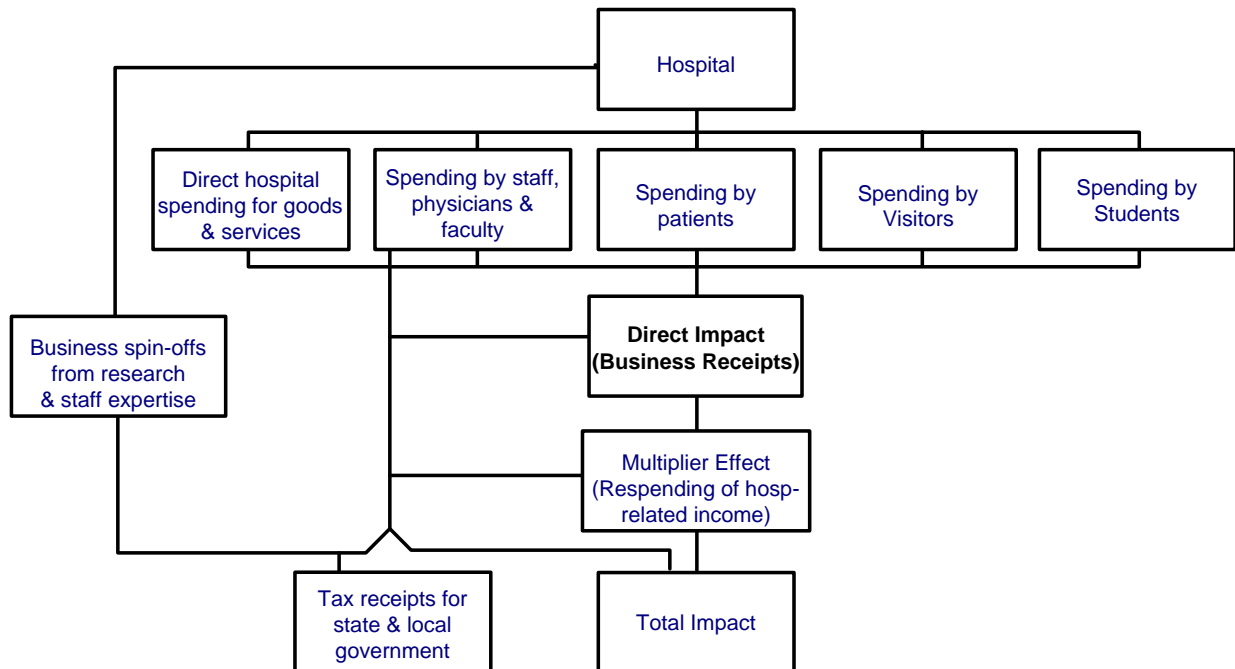 Hospital
Direct hospital
spending for goods
& services
Spending by staff,
physicians &
faculty
Spending by
patients
Spending by
Visitors
Spending by
Students
Business spin-offs
from research
& staff expertise
Direct Impact
(Business Receipts)
Multiplier Effect
(Respending of hosp-
related income)
Tax receipts for
state & local
government
Total Impact